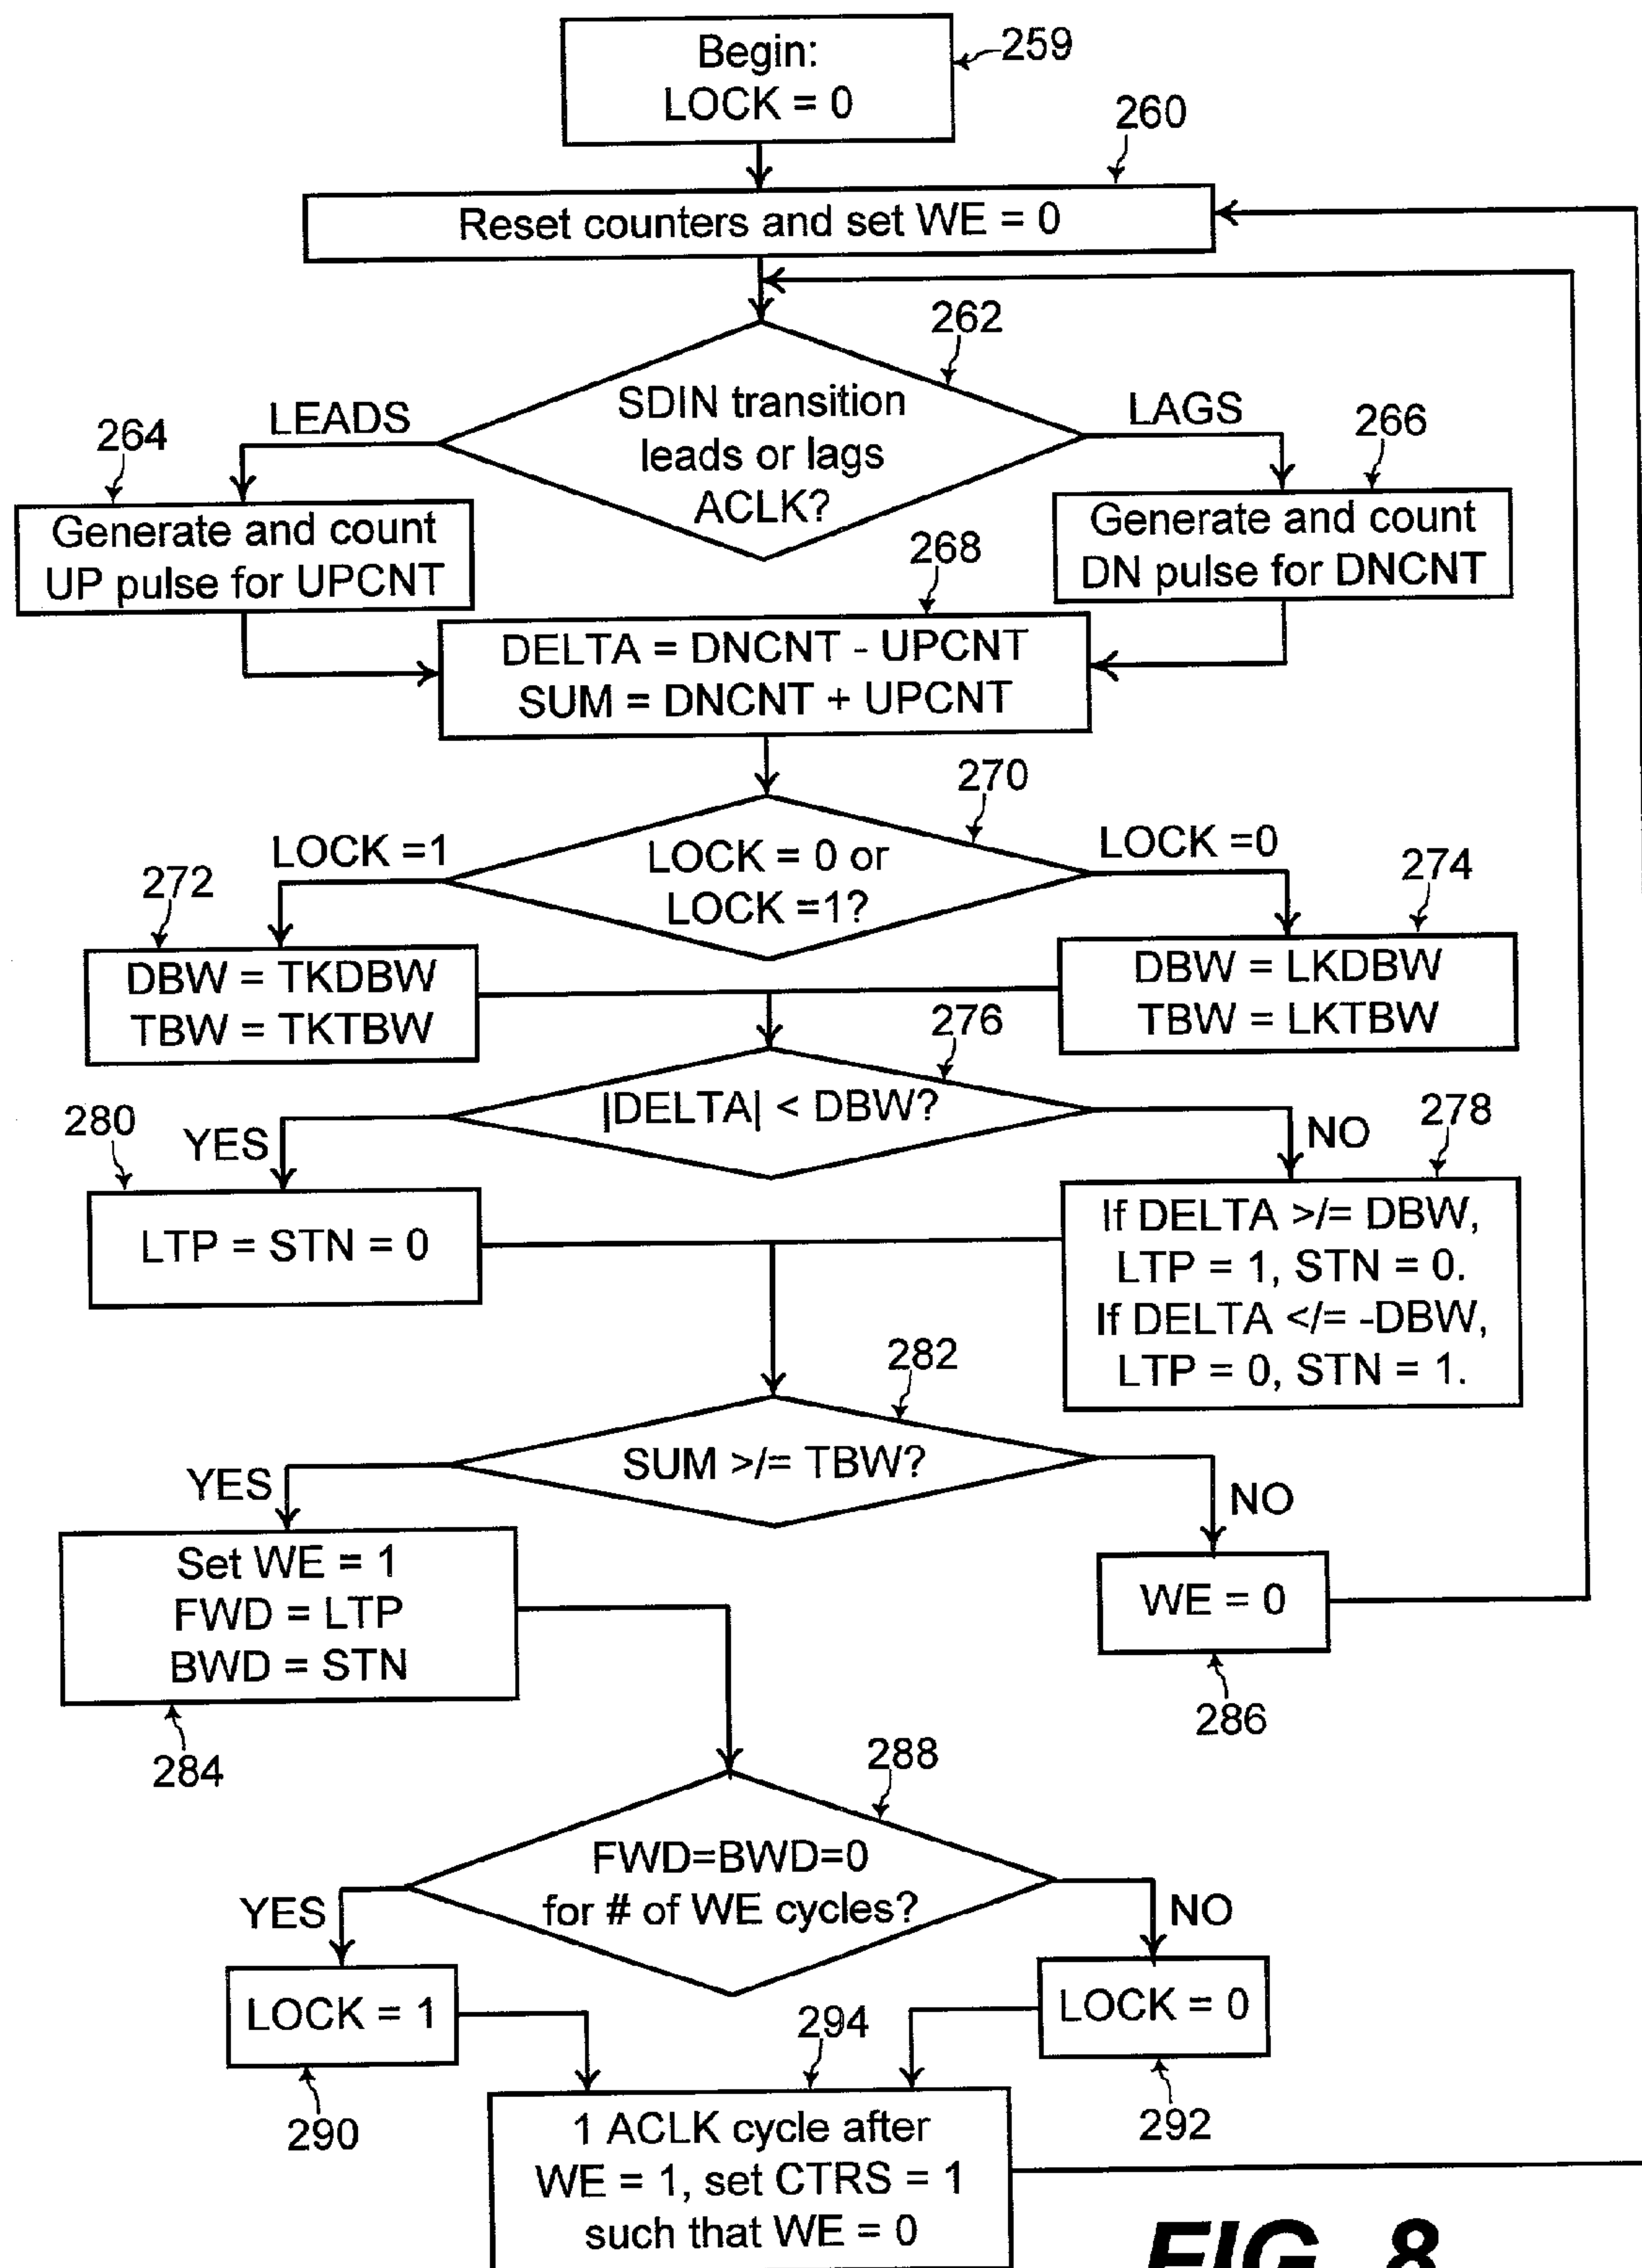 Begin:
LOCK = 0
259
260
Reset counters and set WE = 0
262
SDIN transition
leads or lags
ACLK?
LEADS
LAGS
264
266
Generate and count
UP pulse for UPCNT
Generate and count
DN pulse for DNCNT
268
DELTA = DNCNT - UPCNT
SUM = DNCNT + UPCNT
270
LOCK =1
LOCK = 0 or
LOCK =1?
LOCK =0
272
274
DBW = TKDBW
TBW = TKTBW
DBW = LKDBW
TBW = LKTBW
276
|DELTA| < DBW?
280
YES
NO
278
LTP = STN = 0
If DELTA >/= DBW,
LTP = 1, STN = 0.
If DELTA </= -DBW,
LTP = 0, STN = 1.
282
SUM >/= TBW?
YES
NO
Set WE = 1
FWD = LTP
BWD = STN
WE = 0
284
286
288
FWD=BWD=0
for # of WE cycles?
YES
NO
LOCK = 1
LOCK = 0
290
294
292
1 ACLK cycle after
WE = 1, set CTRS = 1
such that WE = 0
FIG. 8